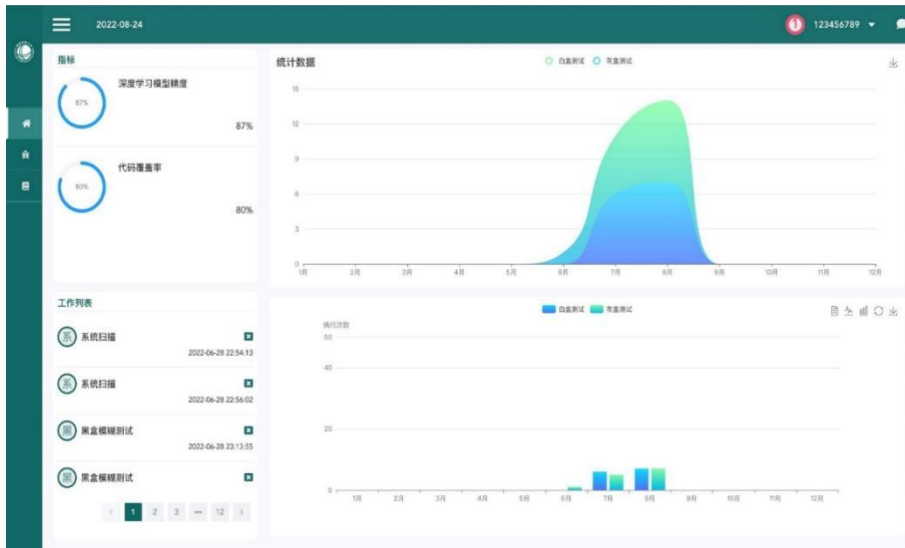 2022-08-24
1
123456789
指标
87%
深度学习模型精度
87%
80%
代码覆盖率
80%
工作列表
系 系统扫描
2022-06-28 22:54:13
系 系统扫描
2022-06-28 22:56:02
黑 黑盒模糊测试
2022-06-28 23:13:55
黑 黑盒模糊测试
< 1 2 3 ••• 12 >
统计数据
白盒测试 灰盒测试
15
12
9
6
3
0
1月 2月 3月 4月 5月 6月 7月 8月 9月 10月 11月 12月
白盒测试 灰盒测试
执行次数
50
40
20
0
1月 2月 3月 4月 5月 6月 7月 8月 9月 10月 11月 12月